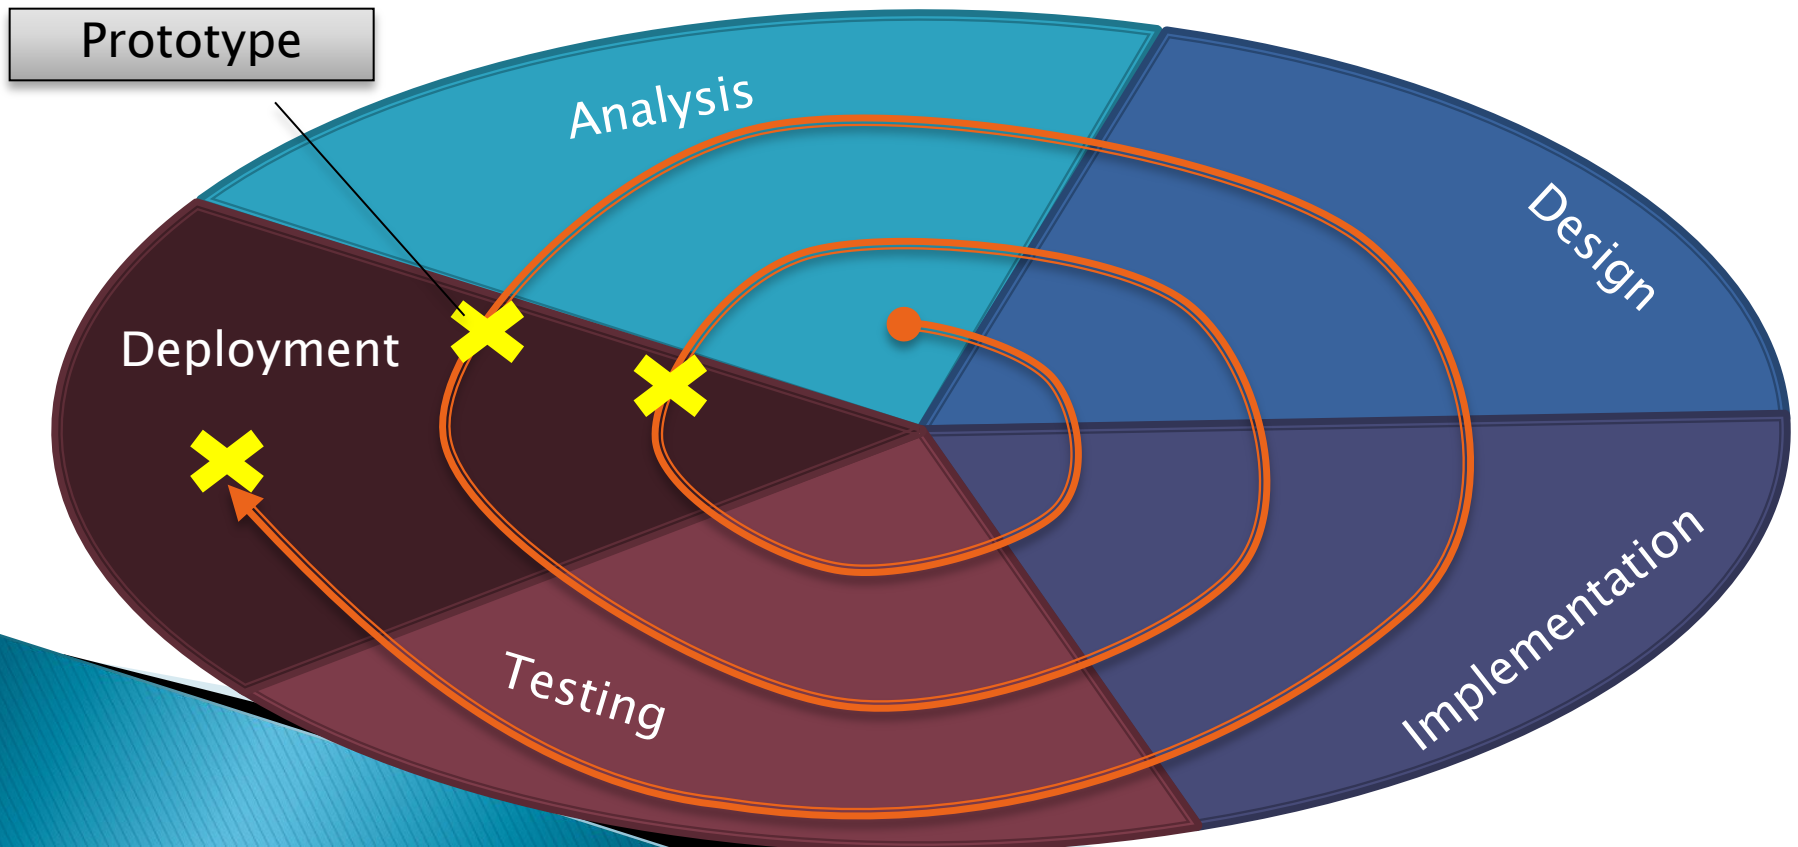 Prototype
Analysis
Design
Deployment
Testing
Implementation